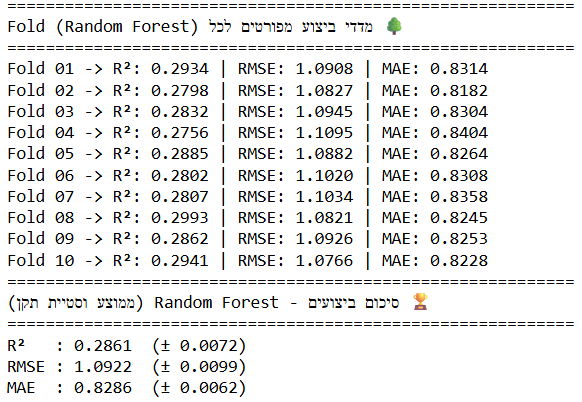 ============================================================
🌳 מדדי ביצוע מפורטים לכל Fold (Random Forest)
============================================================
Fold 01 -> R²: 0.2934 | RMSE: 1.0908 | MAE: 0.8314
Fold 02 -> R²: 0.2798 | RMSE: 1.0827 | MAE: 0.8182
Fold 03 -> R²: 0.2832 | RMSE: 1.0945 | MAE: 0.8304
Fold 04 -> R²: 0.2756 | RMSE: 1.1095 | MAE: 0.8404
Fold 05 -> R²: 0.2885 | RMSE: 1.0882 | MAE: 0.8264
Fold 06 -> R²: 0.2802 | RMSE: 1.1020 | MAE: 0.8308
Fold 07 -> R²: 0.2807 | RMSE: 1.1034 | MAE: 0.8358
Fold 08 -> R²: 0.2993 | RMSE: 1.0821 | MAE: 0.8245
Fold 09 -> R²: 0.2862 | RMSE: 1.0926 | MAE: 0.8253
Fold 10 -> R²: 0.2941 | RMSE: 1.0766 | MAE: 0.8228
============================================================
🏆 סיכום ביצועים - Random Forest (ממוצע וסטיית תקן)
============================================================
R²   : 0.2861  (± 0.0072)
RMSE : 1.0922  (± 0.0099)
MAE  : 0.8286  (± 0.0062)